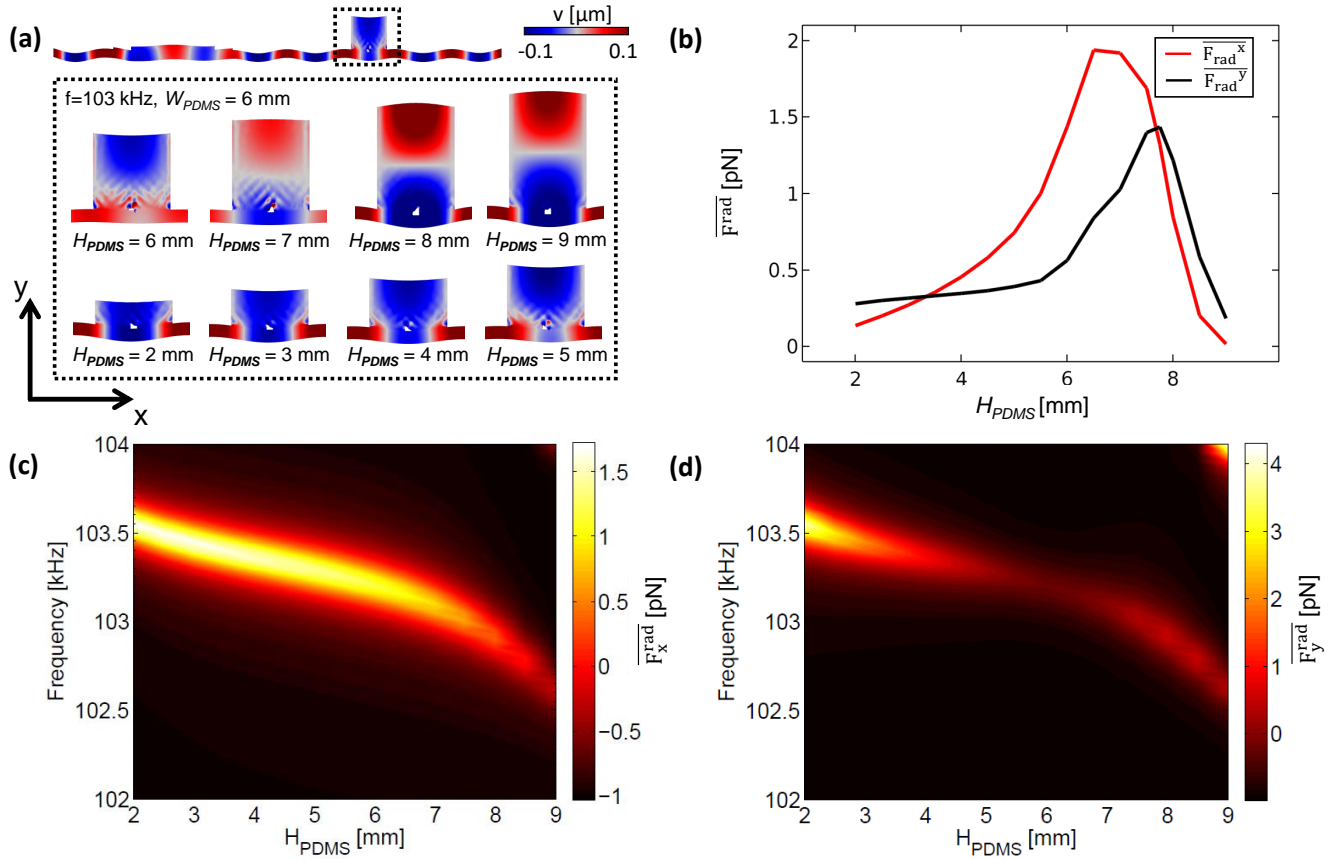 (a)
v [μm]
-0.1 0.1
f=103 kHz, W_PDMS = 6 mm
H_PDMS = 6 mm H_PDMS = 7 mm H_PDMS = 8 mm H_PDMS = 9 mm
H_PDMS = 2 mm H_PDMS = 3 mm H_PDMS = 4 mm H_PDMS = 5 mm
y
x
(b)
2
1.5
1
0.5
0
F^rad [pN]
F_rad^x
F_rad^y
2 4 6 8
H_PDMS [mm]
(c)
104
103.5
103
102.5
102
Frequency [kHz]
2 3 4 5 6 7 8 9
H_PDMS [mm]
1.5
1
0.5
0
−0.5
−1
F_x^rad [pN]
(d)
104
103.5
103
102.5
102
Frequency [kHz]
2 3 4 5 6 7 8 9
H_PDMS [mm]
4
3
2
1
0
F_y^rad [pN]